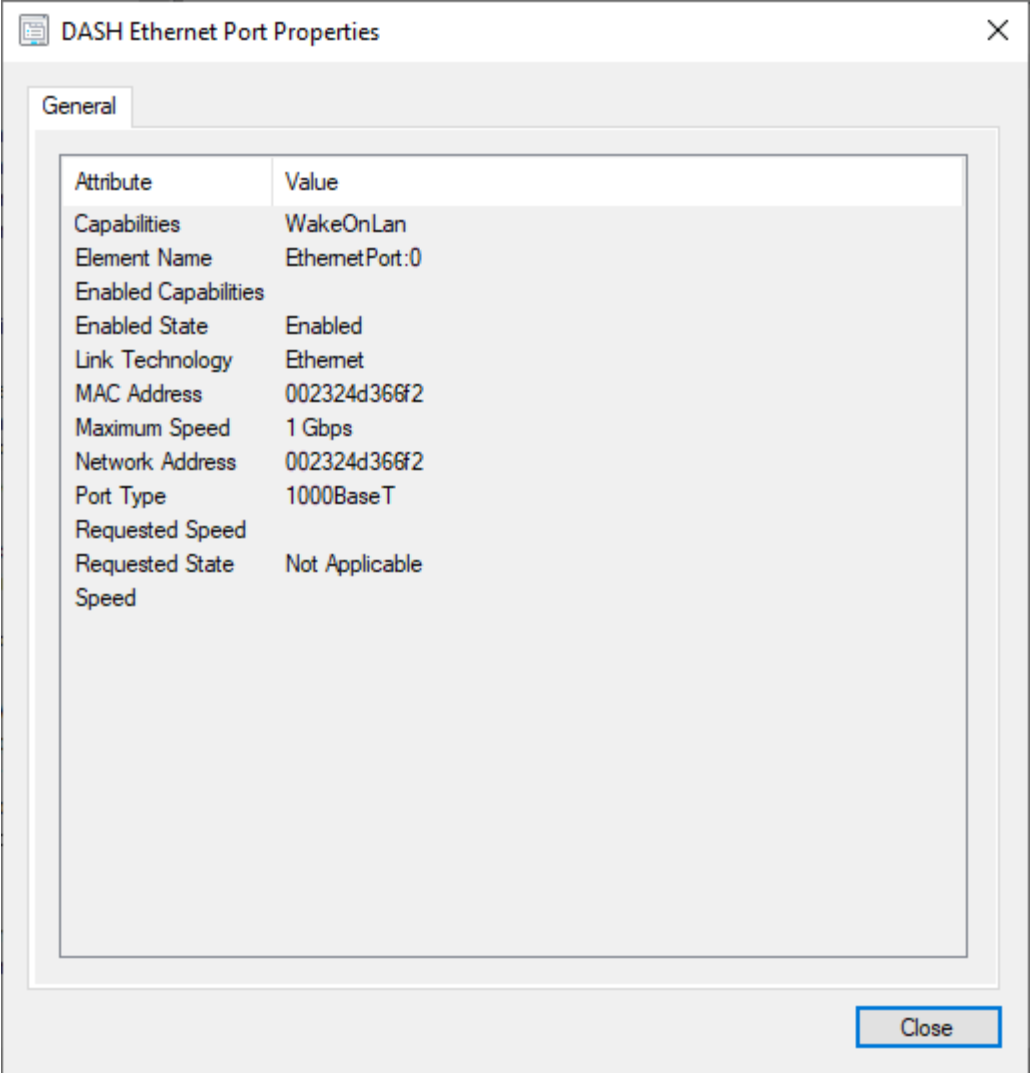 DASH Ethernet Port Properties
General
Attribute Value
Capabilities WakeOnLan
Element Name EthernetPort:0
Enabled Capabilities
Enabled State Enabled
Link Technology Ethernet
MAC Address 002324d366f2
Maximum Speed 1 Gbps
Network Address 002324d366f2
Port Type 1000BaseT
Requested Speed
Requested State Not Applicable
Speed
Close